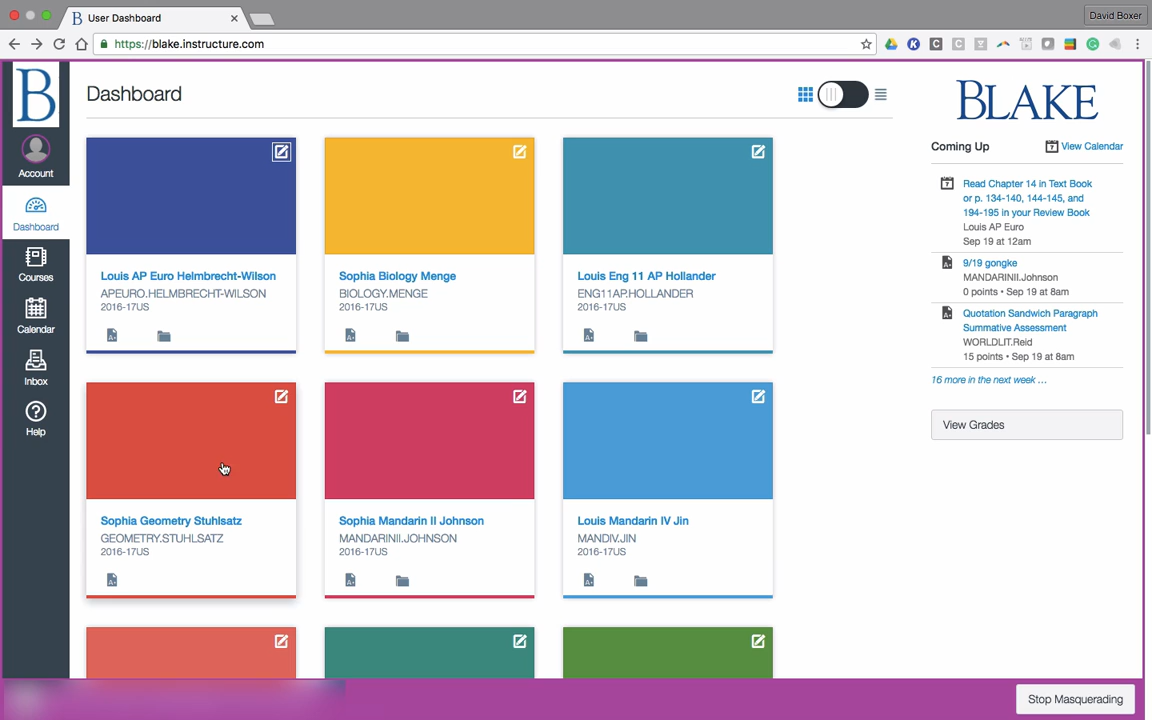 User Dashboard
David Boxer
https://blake.instructure.com
B
Account
Dashboard
Courses
Calendar
Inbox
Help
Dashboard
Louis AP Euro Helmbrecht-Wilson
APEURO.HELMBRECHT-WILSON
2016-17US
Sophia Biology Menge
BIOLOGY.MENGE
2016-17US
Louis Eng 11 AP Hollander
ENG11AP.HOLLANDER
2016-17US
Sophia Geometry Stuhlsatz
GEOMETRY.STUHLSATZ
2016-17US
Sophia Mandarin II Johnson
MANDARINII.JOHNSON
2016-17US
Louis Mandarin IV Jin
MANDIV.JIN
2016-17US
BLAKE
Coming Up
View Calendar
Read Chapter 14 in Text Book
or p. 134-140, 144-145, and
194-195 in your Review Book
Louis AP Euro
Sep 19 at 12am
9/19 gongke
MANDARINII.Johnson
0 points • Sep 19 at 8am
Quotation Sandwich Paragraph
Summative Assessment
WORLDLIT.Reid
15 points • Sep 19 at 8am
16 more in the next week ...
View Grades
Stop Masquerading